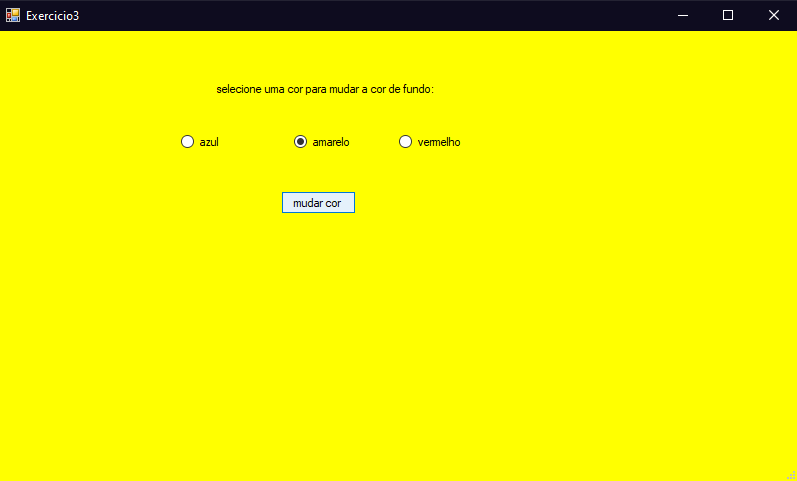 Exercicio3
selecione uma cor para mudar a cor de fundo:
azul
amarelo
vermelho
mudar cor